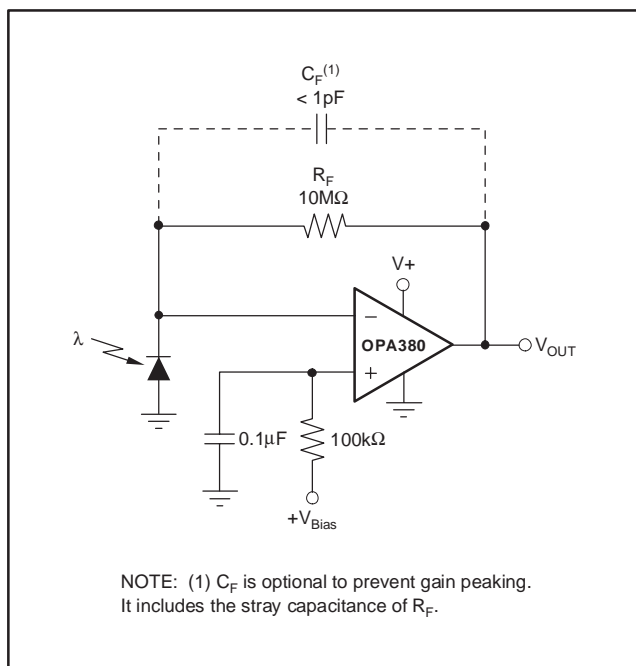 C_F(1)
< 1pF
R_F
10MΩ
V+
λ
−
OPA380
V_OUT
+
0.1μF
100kΩ
+V_Bias
NOTE: (1) C_F is optional to prevent gain peaking.
It includes the stray capacitance of R_F.